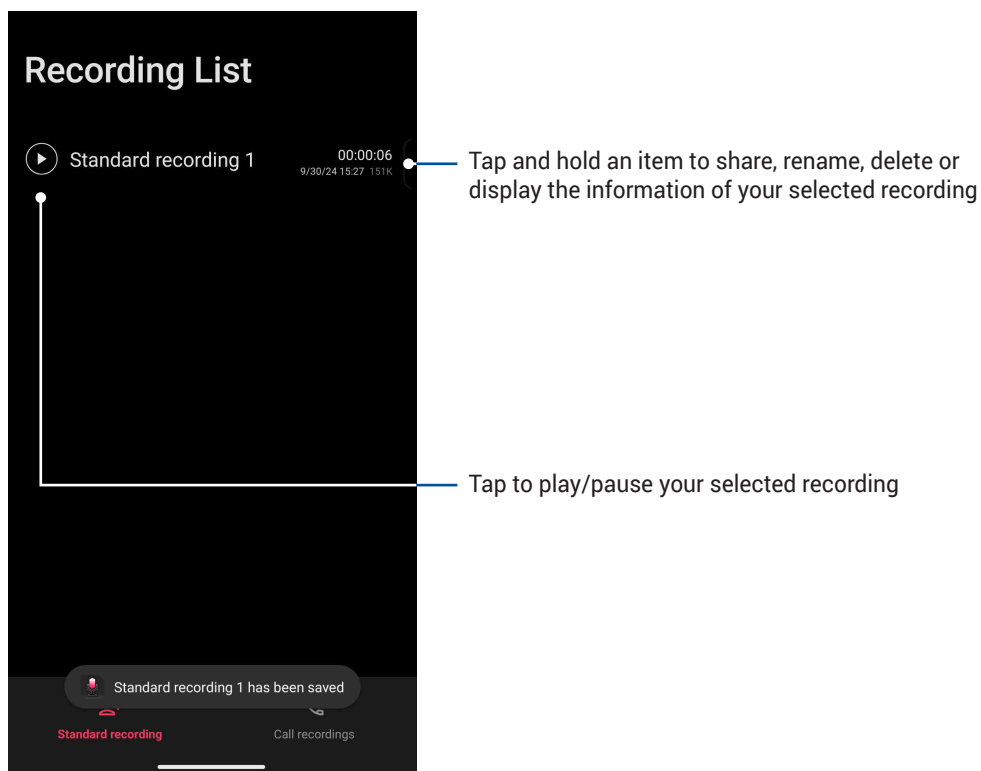 Recording List
Standard recording 1
00:00:06
9/30/24 15:27 151K
Tap and hold an item to share, rename, delete or
display the information of your selected recording
Tap to play/pause your selected recording
Standard recording 1 has been saved
Standard recording
Call recordings